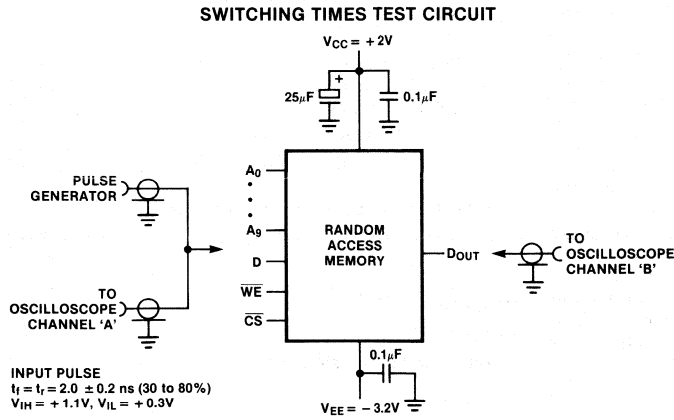 SWITCHING TIMES TEST CIRCUIT
VCC = +2V
+
25μF
0.1μF
A0
PULSE
GENERATOR
A9
RANDOM
ACCESS
MEMORY
D
DOUT
TO
OSCILLOSCOPE
CHANNEL 'B'
TO
OSCILLOSCOPE
CHANNEL 'A'
W̅E̅
C̅S̅
0.1μF
INPUT PULSE
tf = tr = 2.0 ± 0.2 ns (30 to 80%)
VIH = +1.1V, VIL = +0.3V
VEE = −3.2V